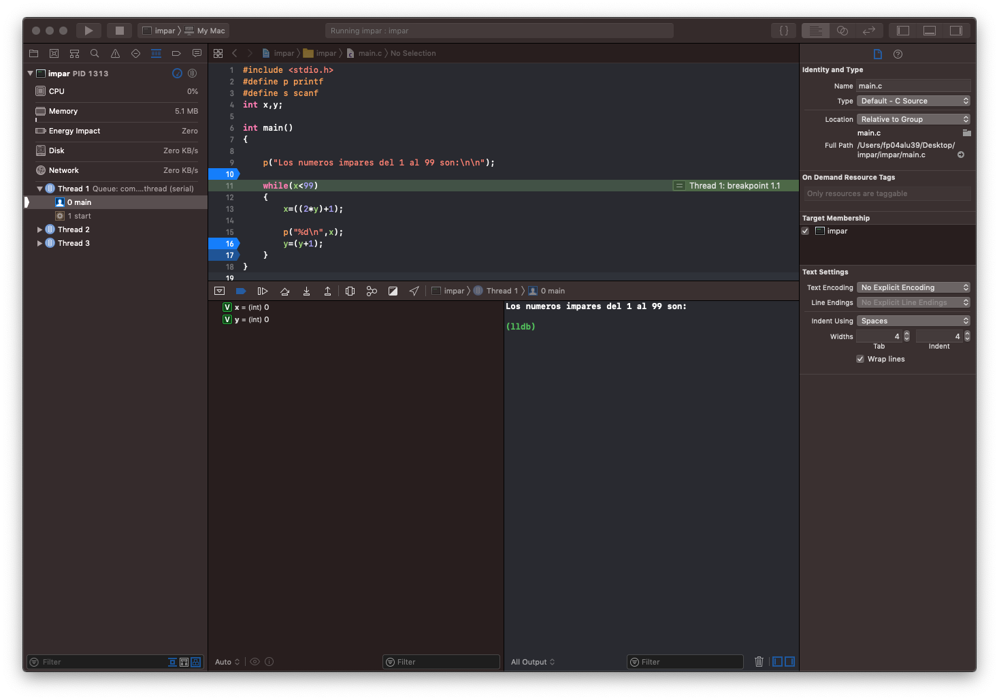 impar My Mac
Running impar : impar
{ }
impar PID 1313
CPU 0%
Memory 5.1 MB
Energy Impact Zero
Disk Zero KB/s
Network Zero KB/s
Thread 1 Queue: com....thread (serial)
0 main
1 start
Thread 2
Thread 3
Filter
impar impar main.c No Selection
1 #include <stdio.h>
2 #define p printf
3 #define s scanf
4 int x,y;
5
6 int main()
7 {
8
9 p("Los numeros impares del 1 al 99 son:\n\n");
10
11 while(x<99) Thread 1: breakpoint 1.1
12 {
13 x=((2*y)+1);
14
15 p("%d\n",x);
16 y=(y+1);
17 }
18 }
19
impar Thread 1 0 main
V x = (int) 0
V y = (int) 0
Auto
Filter
Los numeros impares del 1 al 99 son:
(lldb)
All Output
Filter
Identity and Type
Name main.c
Type Default - C Source
Location Relative to Group
main.c
Full Path /Users/fp04alu39/Desktop/
impar/impar/main.c
On Demand Resource Tags
Only resources are taggable
Target Membership
impar
Text Settings
Text Encoding No Explicit Encoding
Line Endings No Explicit Line Endings
Indent Using Spaces
Widths 4 4
Tab Indent
Wrap lines